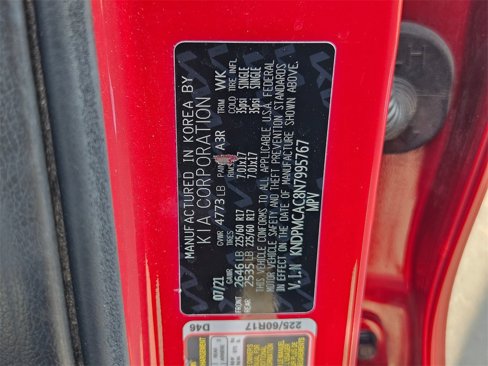 MANUFACTURED IN KOREA BY
KIA CORPORATION
07/21 GVWR 4773 LB PAINT A3R TRIM WK
GAWR TIRES RIMS COLD TIRE INFL.
FRONT 2646 LB 225/60 R17 7.0Jx17 35psi SINGLE
REAR 2535 LB 225/60 R17 7.0Jx17 35psi SINGLE
THIS VEHICLE CONFORMS TO ALL APPLICABLE U.S.A. FEDERAL
MOTOR VEHICLE SAFETY AND THEFT PREVENTION STANDARDS
IN EFFECT ON THE DATE OF MANUFACTURE SHOWN ABOVE.
V.I.N KNDPMCAC8N7995767
MPV
225/60R17 D46